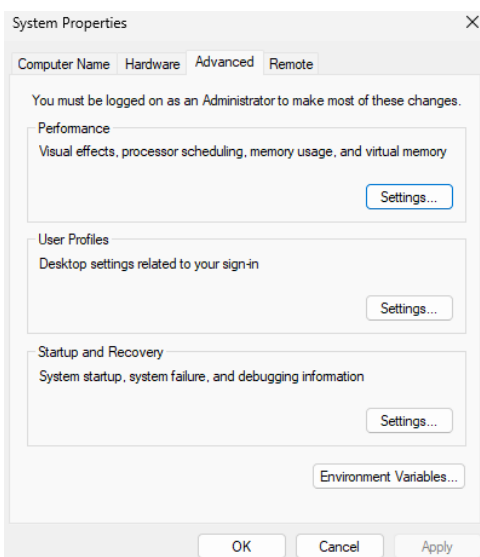 System Properties
Computer Name Hardware Advanced Remote
You must be logged on as an Administrator to make most of these changes.
Performance
Visual effects, processor scheduling, memory usage, and virtual memory
Settings...
User Profiles
Desktop settings related to your sign-in
Settings...
Startup and Recovery
System startup, system failure, and debugging information
Settings...
Environment Variables...
OK Cancel Apply